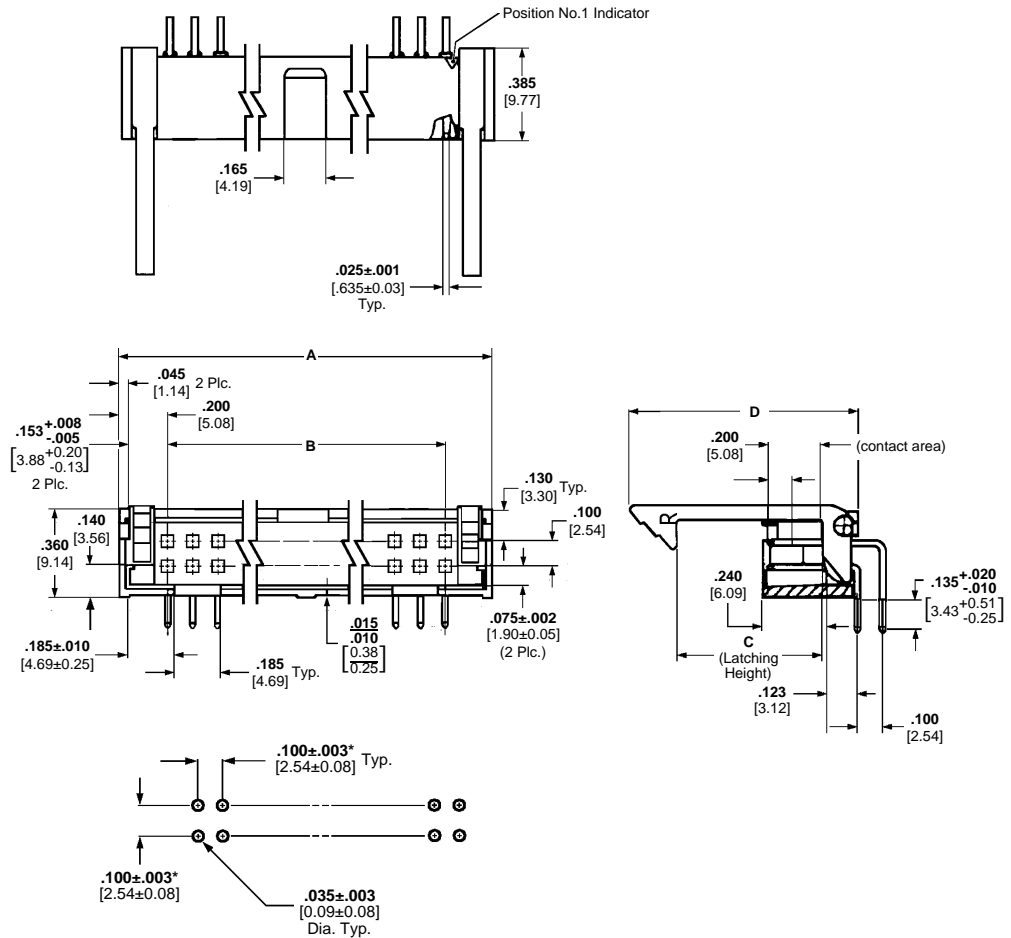 Position No.1 Indicator
.385
[9.77]
.165
[4.19]
.025±.001
[.635±0.03]
Typ.
A
.045
[1.14] 2 Plc.
.200
[5.08]
.153 +.008 -.005
[3.88 +0.20 -0.13]
2 Plc.
B
.130
[3.30] Typ.
.100
[2.54]
.140
[3.56]
.360
[9.14]
.185±.010
[4.69±0.25]
.185
[4.69] Typ.
.015
.010
[0.38
0.25]
.075±.002
[1.90±0.05]
(2 Plc.)
D
.200
[5.08]
(contact area)
R
.240
[6.09]
C
(Latching
Height)
.135 +.020 -.010
[3.43 +0.51 -0.25]
.123
[3.12]
.100
[2.54]
.100±.003*
[2.54±0.08] Typ.
.100±.003*
[2.54±0.08]
.035±.003
[0.09±0.08]
Dia. Typ.